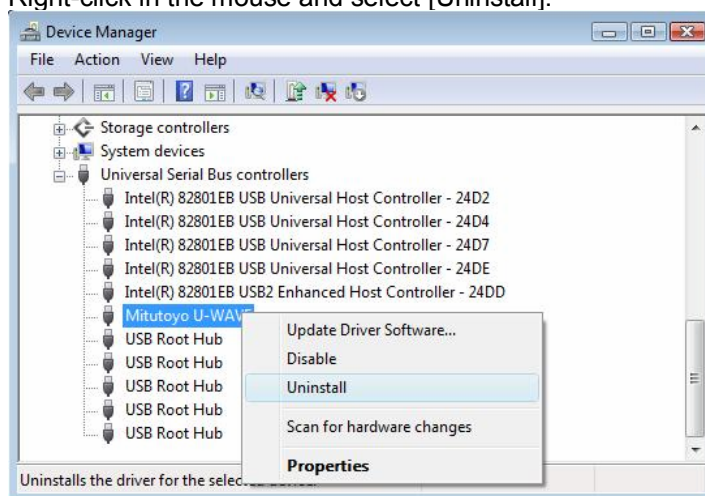 Right-click in the mouse and select [Uninstall].
Device Manager
File Action View Help
Storage controllers
System devices
Universal Serial Bus controllers
Intel(R) 82801EB USB Universal Host Controller - 24D2
Intel(R) 82801EB USB Universal Host Controller - 24D4
Intel(R) 82801EB USB Universal Host Controller - 24D7
Intel(R) 82801EB USB Universal Host Controller - 24DE
Intel(R) 82801EB USB2 Enhanced Host Controller - 24DD
Mitutoyo U-WAVE
USB Root Hub
USB Root Hub
USB Root Hub
USB Root Hub
USB Root Hub
Update Driver Software...
Disable
Uninstall
Scan for hardware changes
Properties
Uninstalls the driver for the selec